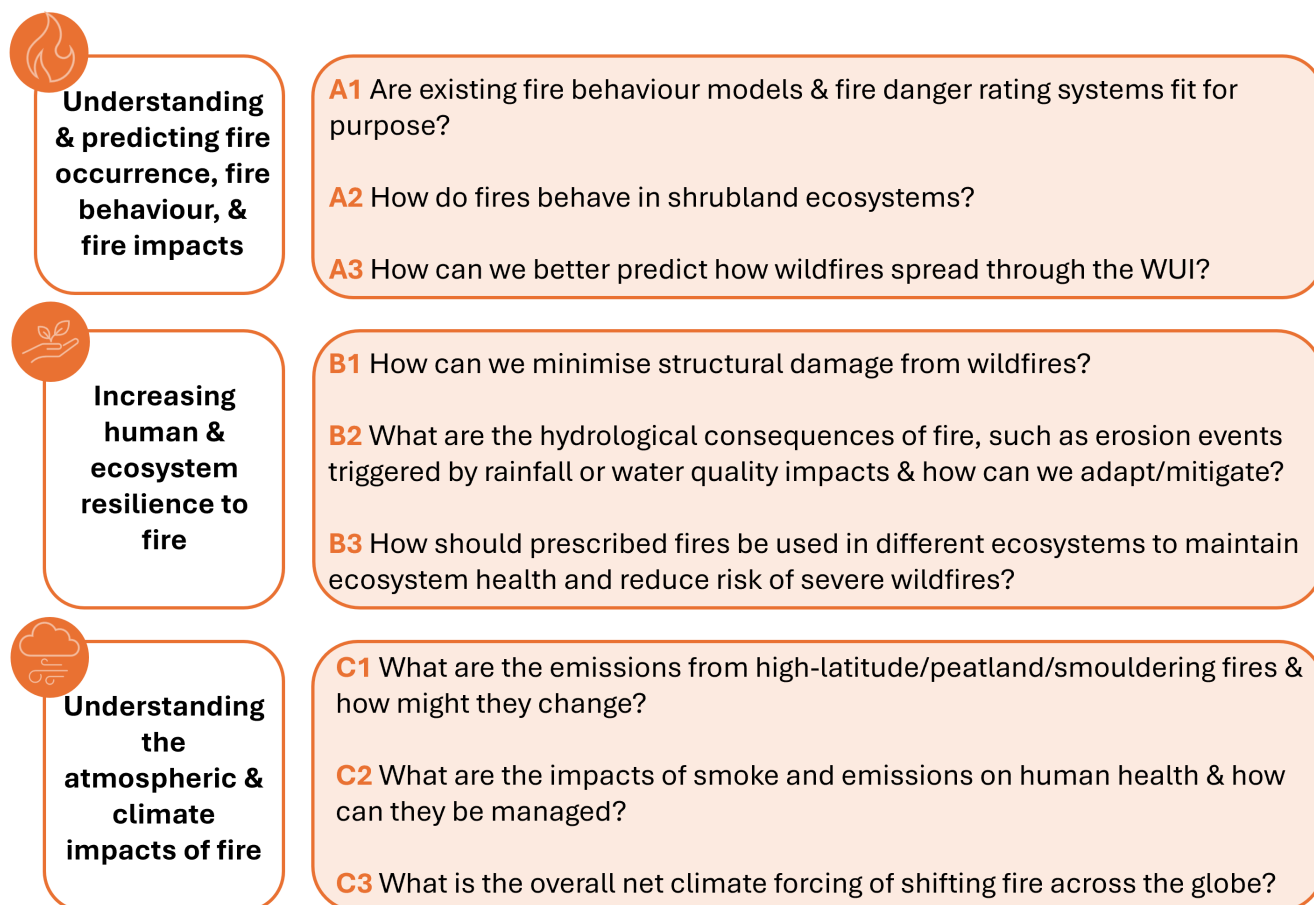 Understanding
& predicting fire
occurrence, fire
behaviour, &
fire impacts
A1 Are existing fire behaviour models & fire danger rating systems fit for
purpose?
A2 How do fires behave in shrubland ecosystems?
A3 How can we better predict how wildfires spread through the WUI?
Increasing
human &
ecosystem
resilience to
fire
B1 How can we minimise structural damage from wildfires?
B2 What are the hydrological consequences of fire, such as erosion events
triggered by rainfall or water quality impacts & how can we adapt/mitigate?
B3 How should prescribed fires be used in different ecosystems to maintain
ecosystem health and reduce risk of severe wildfires?
Understanding
the
atmospheric &
climate
impacts of fire
C1 What are the emissions from high-latitude/peatland/smouldering fires &
how might they change?
C2 What are the impacts of smoke and emissions on human health & how
can they be managed?
C3 What is the overall net climate forcing of shifting fire across the globe?